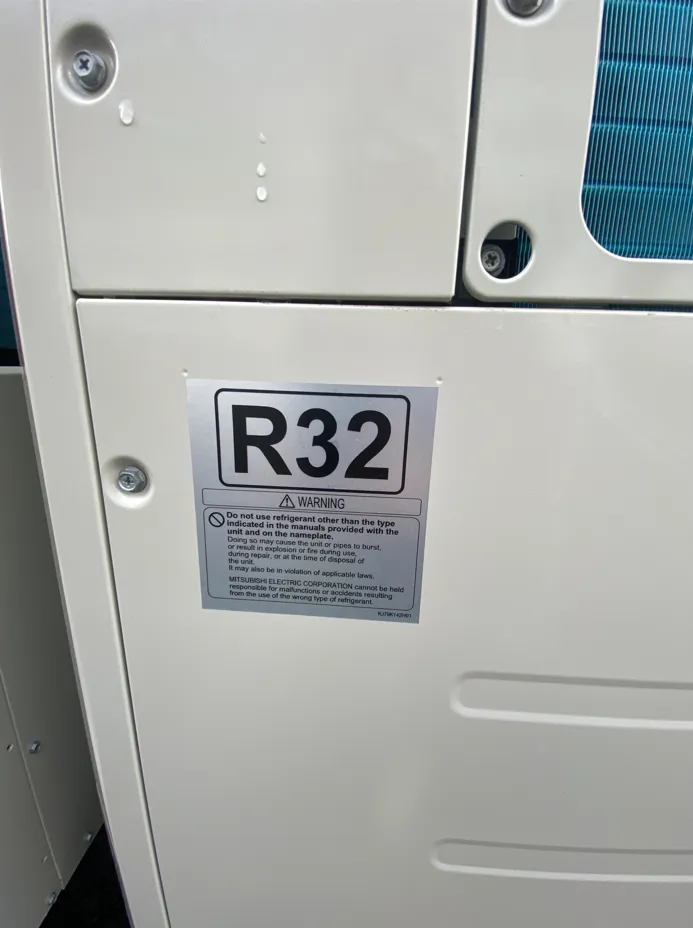 R32
⚠ WARNING
Do not use refrigerant other than the type
indicated in the manuals provided with the
unit and on the nameplate.
Doing so may cause the unit or pipes to burst,
or result in explosion or fire during use,
during repair, or at the time of disposal of
the unit.
It may also be in violation of applicable laws.
MITSUBISHI ELECTRIC CORPORATION cannot be held
responsible for malfunctions or accidents resulting
from the use of the wrong type of refrigerant.